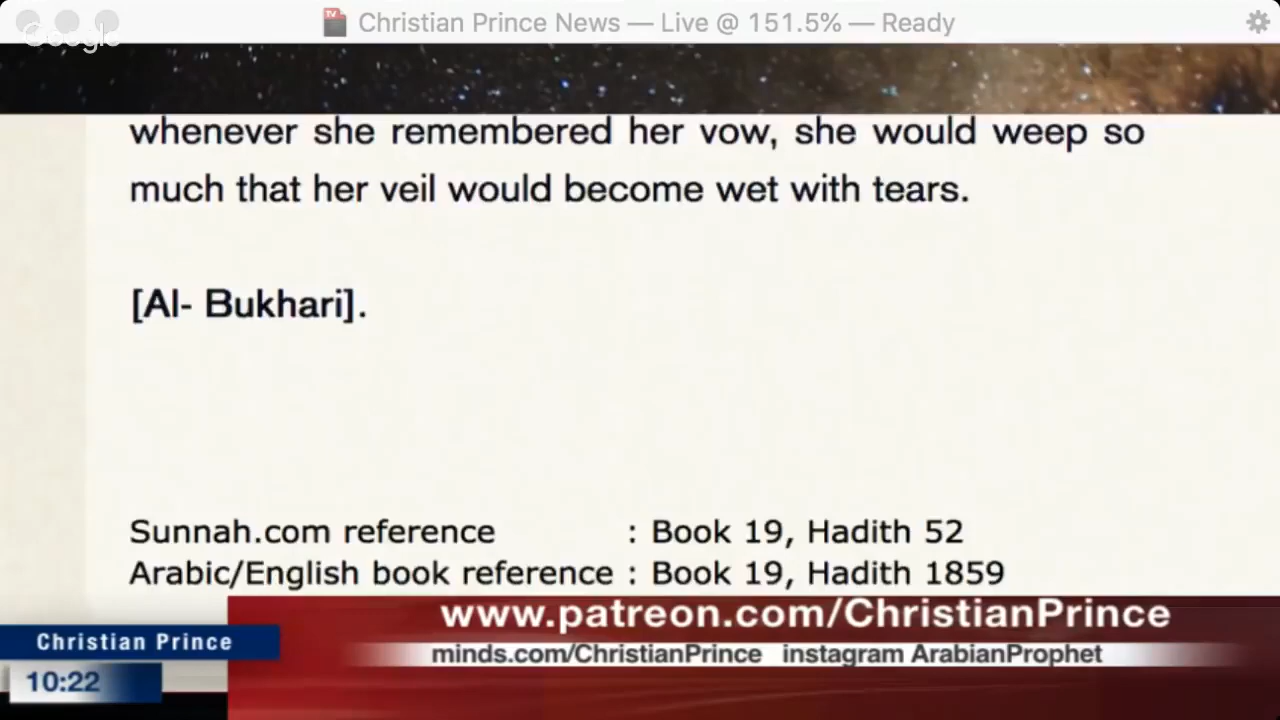 Christian Prince News — Live @ 151.5% — Ready
Google
whenever she remembered her vow, she would weep so
much that her veil would become wet with tears.
[Al- Bukhari].
Sunnah.com reference : Book 19, Hadith 52
Arabic/English book reference : Book 19, Hadith 1859
www.patreon.com/ChristianPrince
Christian Prince
minds.com/ChristianPrince instagram ArabianProphet
10:22